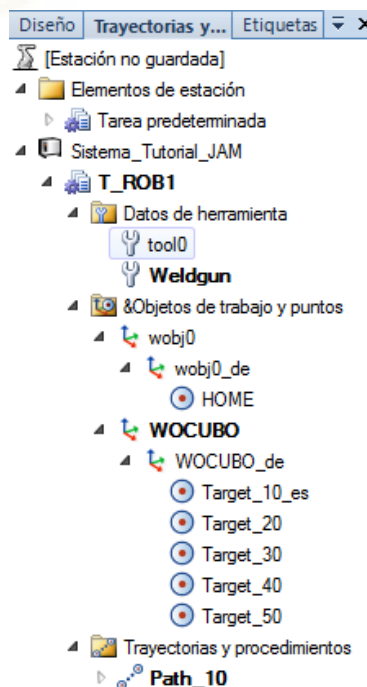 Diseño Trayectorias y... Etiquetas
[Estación no guardada]
Elementos de estación
Tarea predeterminada
Sistema_Tutorial_JAM
T_ROB1
Datos de herramienta
tool0
Weldgun
&Objetos de trabajo y puntos
wobj0
wobj0_de
HOME
WOCUBO
WOCUBO_de
Target_10_es
Target_20
Target_30
Target_40
Target_50
Trayectorias y procedimientos
Path_10